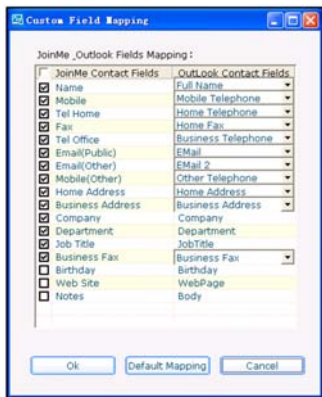 Custom Field Mapping
JoinMe _Outlook Fields Mapping :
JoinMe Contact Fields OutLook Contact Fields
Name Full Name
Mobile Mobile Telephone
Tel Home Home Telephone
Fax Home Fax
Tel Office Business Telephone
Email(Public) EMail
Email(Other) EMail 2
Mobile(Other) Other Telephone
Home Address Home Address
Business Address Business Address
Company Company
Department Department
Job Title JobTitle
Business Fax Business Fax
Birthday Birthday
Web Site WebPage
Notes Body
Ok Default Mapping Cancel